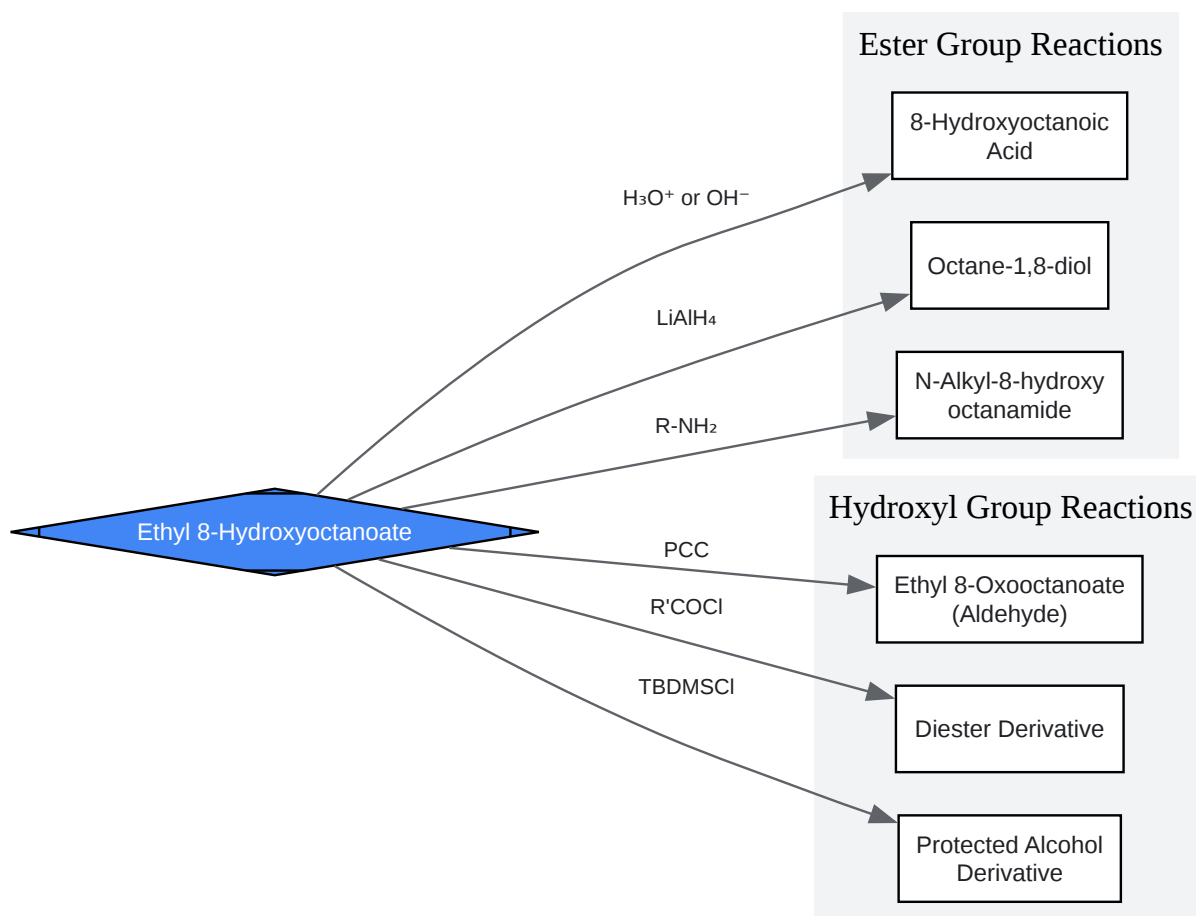 Ester Group Reactions
8-Hydroxyoctanoic
Acid
H₃O⁺ or OH⁻
Octane-1,8-diol
LiAlH₄
N-Alkyl-8-hydroxy
octanamide
R-NH₂
Ethyl 8-Hydroxyoctanoate
Hydroxyl Group Reactions
PCC
Ethyl 8-Oxooctanoate
(Aldehyde)
R'COCl
Diester Derivative
TBDMSCl
Protected Alcohol
Derivative